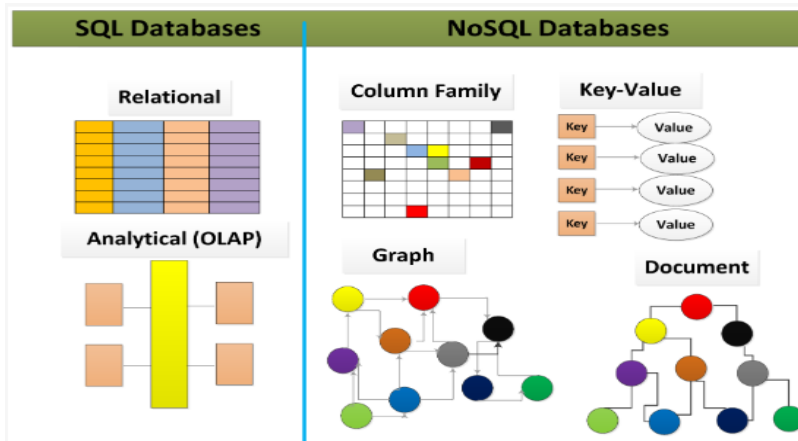 SQL Databases
NoSQL Databases
Relational
Analytical (OLAP)
Column Family
Key-Value
Key
Value
Key
Value
Key
Value
Key
Value
Graph
Document